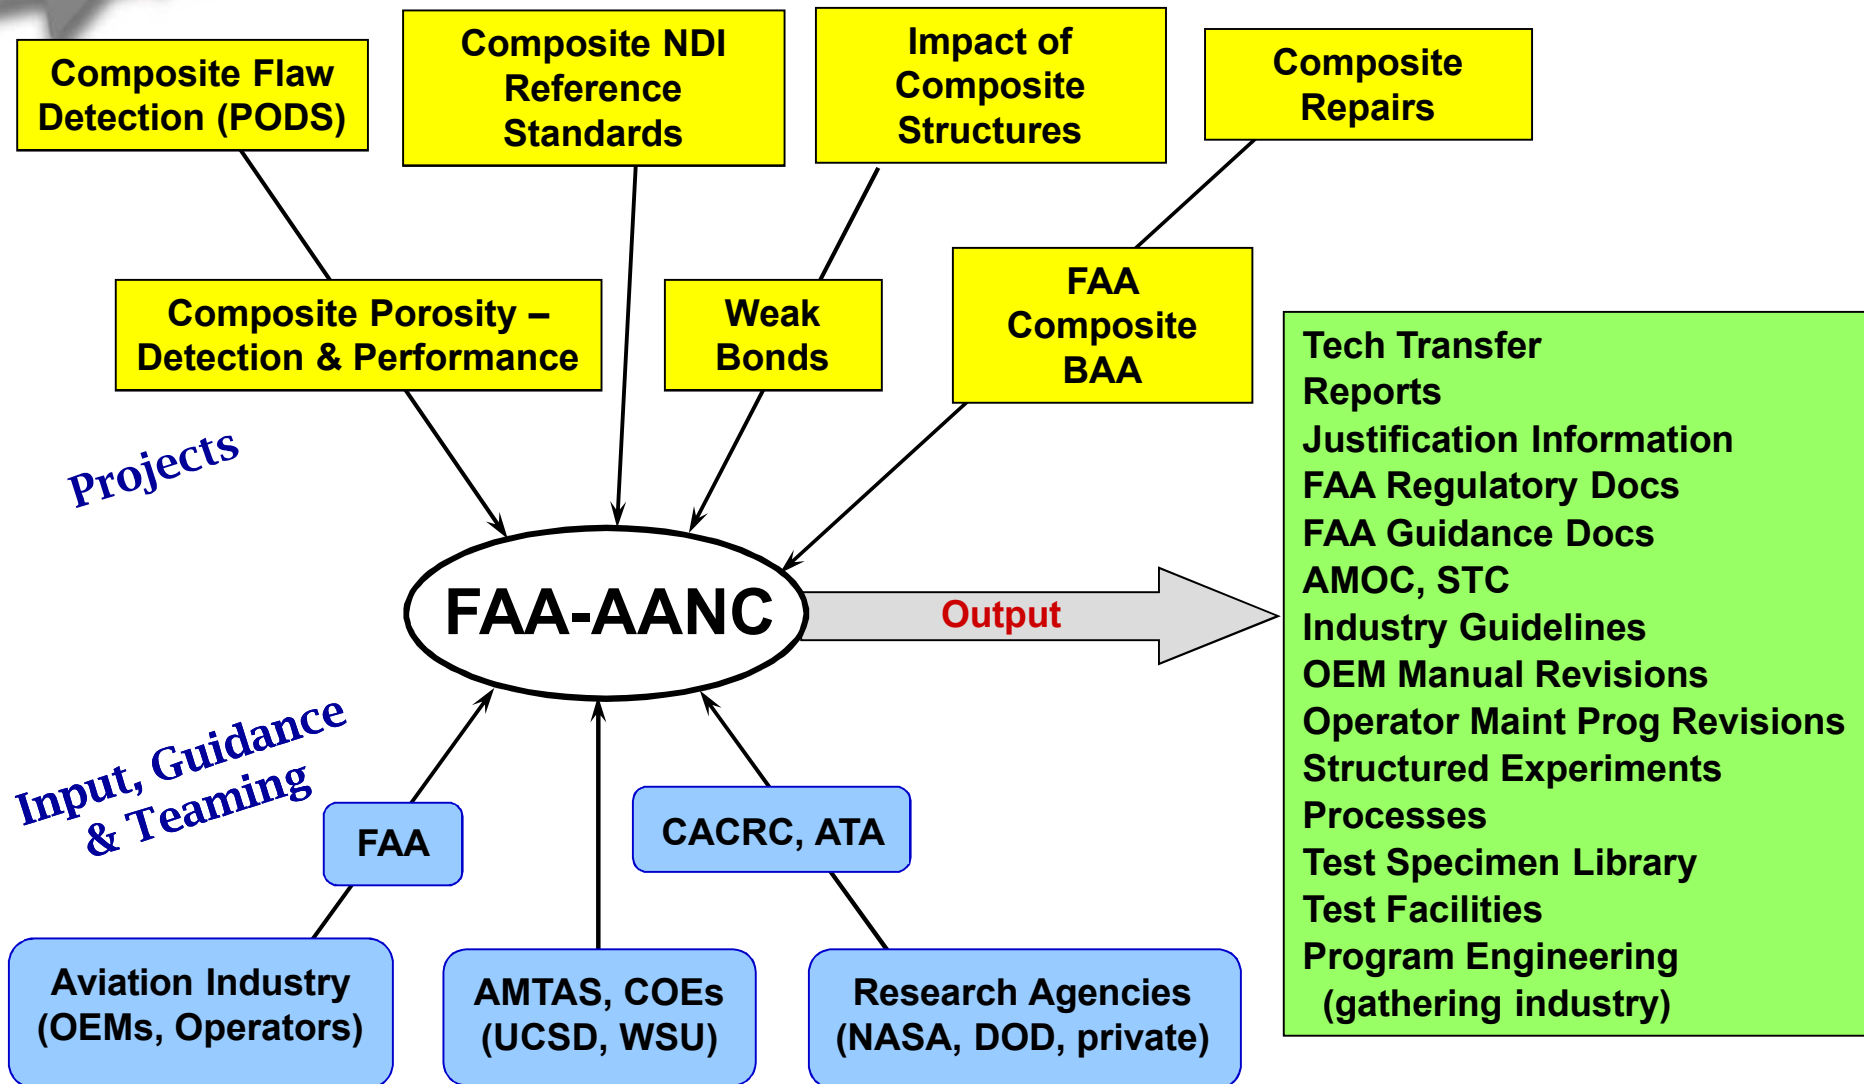 Composite Flaw
Detection (PODS)
Composite NDI
Reference
Standards
Impact of
Composite
Structures
Composite
Repairs
Composite Porosity –
Detection & Performance
Weak
Bonds
FAA
Composite
BAA
Projects
FAA-AANC
Output
Tech Transfer
Reports
Justification Information
FAA Regulatory Docs
FAA Guidance Docs
AMOC, STC
Industry Guidelines
OEM Manual Revisions
Operator Maint Prog Revisions
Structured Experiments
Processes
Test Specimen Library
Test Facilities
Program Engineering
(gathering industry)
Input, Guidance
& Teaming
FAA
CACRC, ATA
Aviation Industry
(OEMs, Operators)
AMTAS, COEs
(UCSD, WSU)
Research Agencies
(NASA, DOD, private)